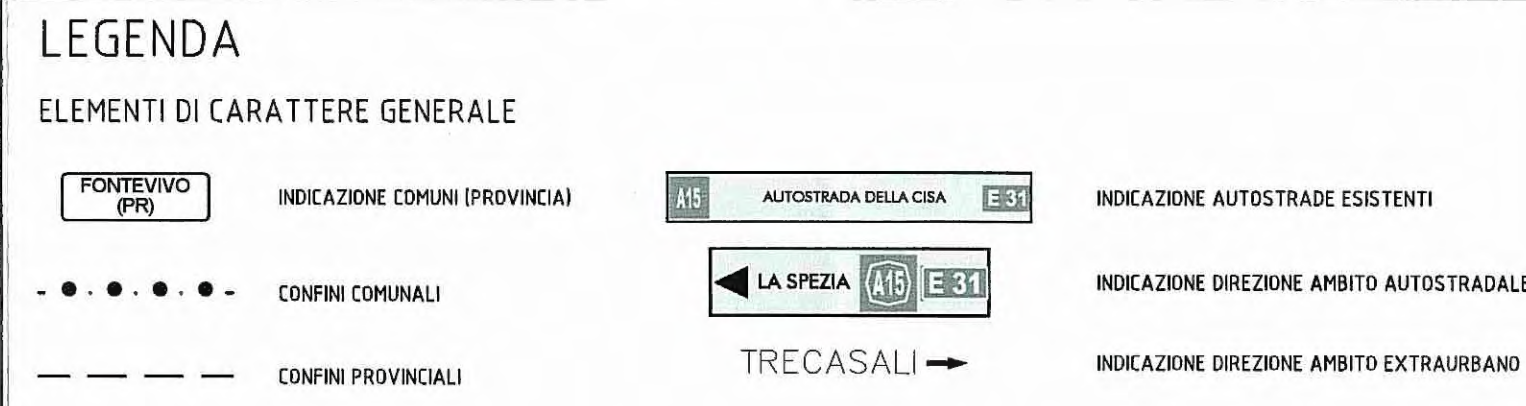 LEGENDA
ELEMENTI DI CARATTERE GENERALE
FONTEVIVO
(PR)
INDICAZIONE COMUNI (PROVINCIA)
CONFINI COMUNALI
CONFINI PROVINCIALI
A15 AUTOSTRADA DELLA CISA E 31
INDICAZIONE AUTOSTRADE ESISTENTI
LA SPEZIA A15 E 31
INDICAZIONE DIREZIONE AMBITO AUTOSTRADALE
TRECASALI
INDICAZIONE DIREZIONE AMBITO EXTRAURBANO